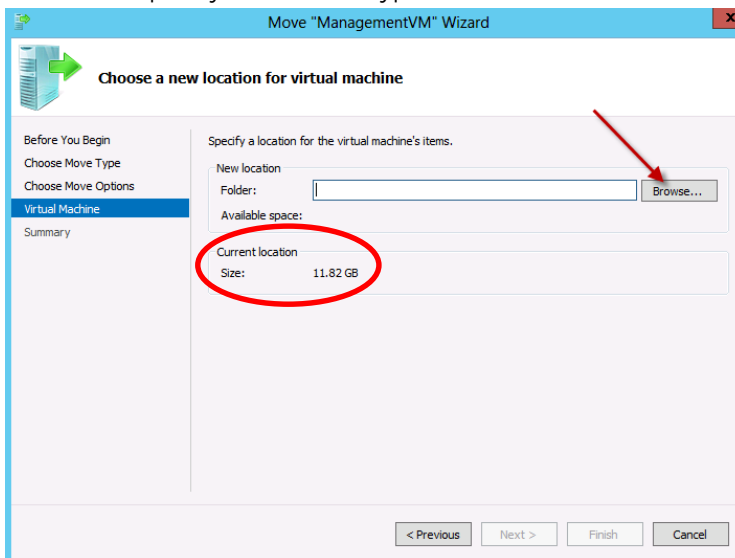 Move "ManagementVM" Wizard
x
Choose a new location for virtual machine
Before You Begin
Choose Move Type
Choose Move Options
Virtual Machine
Summary
Specify a location for the virtual machine's items.
New location
Folder:
Browse...
Available space:
Current location
Size: 11.82 GB
< Previous
Next >
Finish
Cancel